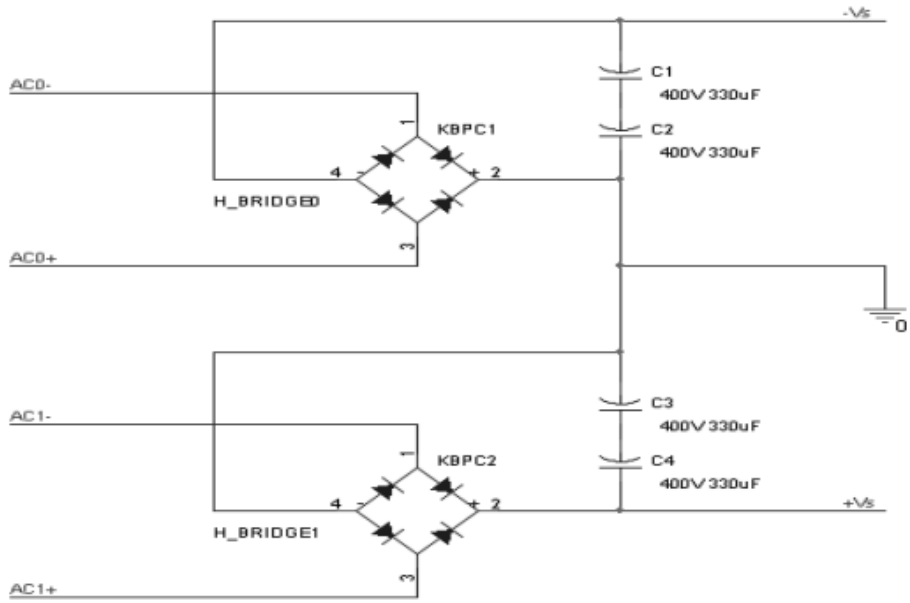 -Vs
C1
400V/330uF
AC0-
1
KBPC1
C2
400V/330uF
4 - + 2
H_BRIDGE0
3
AC0+
0
C3
400V/330uF
AC1-
1
KBPC2
C4
400V/330uF
4 - + 2
+Vs
H_BRIDGE1
3
AC1+